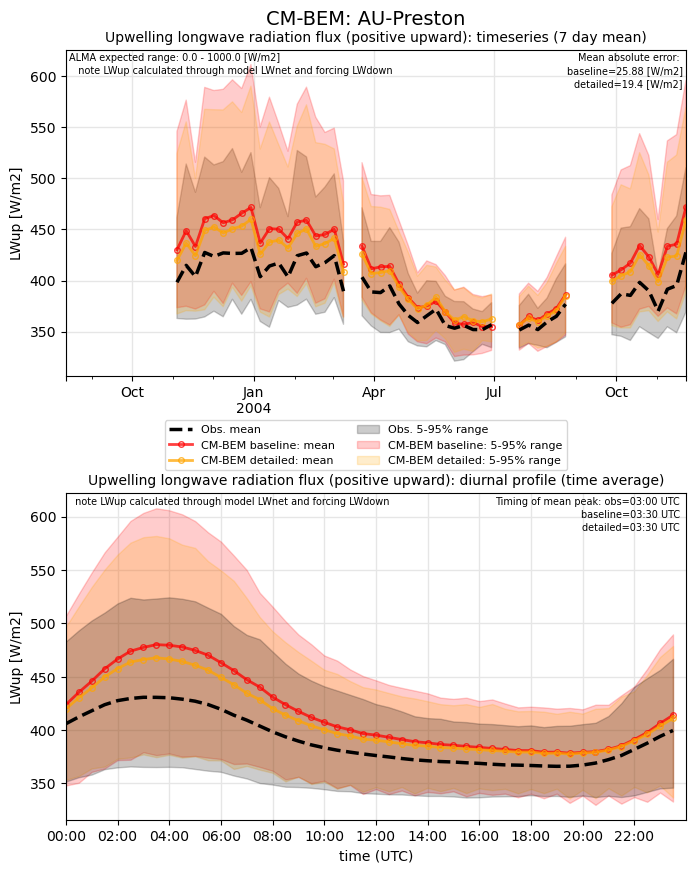 CM-BEM: AU-Preston
Upwelling longwave radiation flux (positive upward): timeseries (7 day mean)
ALMA expected range: 0.0 - 1000.0 [W/m2]
note LWup calculated through model LWnet and forcing LWdown
Mean absolute error:
baseline=25.88 [W/m2]
detailed=19.4 [W/m2]
LWup [W/m2]
600
550
500
450
400
350
Oct
Jan
2004
Apr
Jul
Oct
Obs. mean
CM-BEM baseline: mean
CM-BEM detailed: mean
Obs. 5-95% range
CM-BEM baseline: 5-95% range
CM-BEM detailed: 5-95% range
Upwelling longwave radiation flux (positive upward): diurnal profile (time average)
note LWup calculated through model LWnet and forcing LWdown
Timing of mean peak: obs=03:00 UTC
baseline=03:30 UTC
detailed=03:30 UTC
LWup [W/m2]
600
550
500
450
400
350
00:00 02:00 04:00 06:00 08:00 10:00 12:00 14:00 16:00 18:00 20:00 22:00
time (UTC)